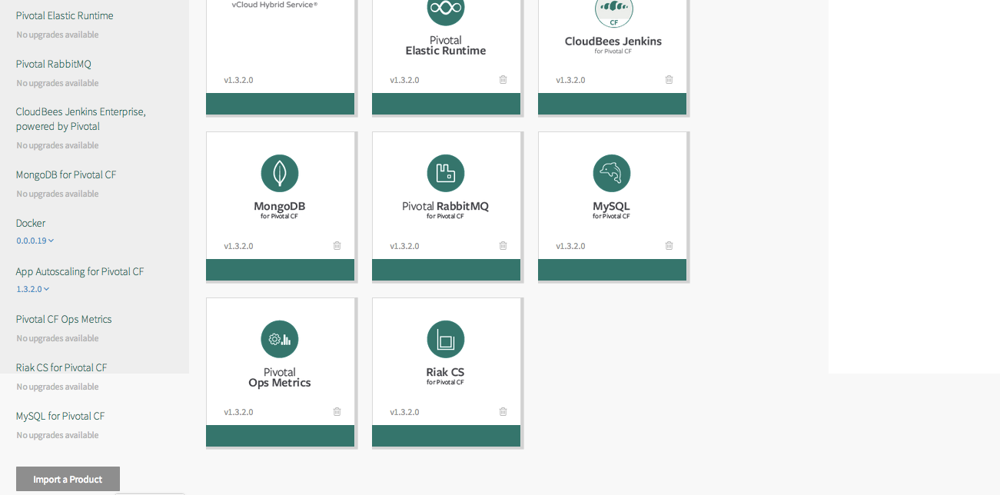 Pivotal Elastic Runtime
No upgrades available
Pivotal RabbitMQ
No upgrades available
CloudBees Jenkins Enterprise,
powered by Pivotal
No upgrades available
MongoDB for Pivotal CF
No upgrades available
Docker
0.0.0.19
App Autoscaling for Pivotal CF
1.3.2.0
Pivotal CF Ops Metrics
No upgrades available
Riak CS for Pivotal CF
No upgrades available
MySQL for Pivotal CF
No upgrades available
Import a Product
vCloud Hybrid Service®
v1.3.2.0
Pivotal
Elastic Runtime
v1.3.2.0
CF
CloudBees Jenkins
for Pivotal CF
v1.3.2.0
MongoDB
for Pivotal CF
v1.3.2.0
Pivotal RabbitMQ
for Pivotal CF
v1.3.2.0
MySQL
for Pivotal CF
v1.3.2.0
Pivotal
Ops Metrics
v1.3.2.0
Riak CS
for Pivotal CF
v1.3.2.0